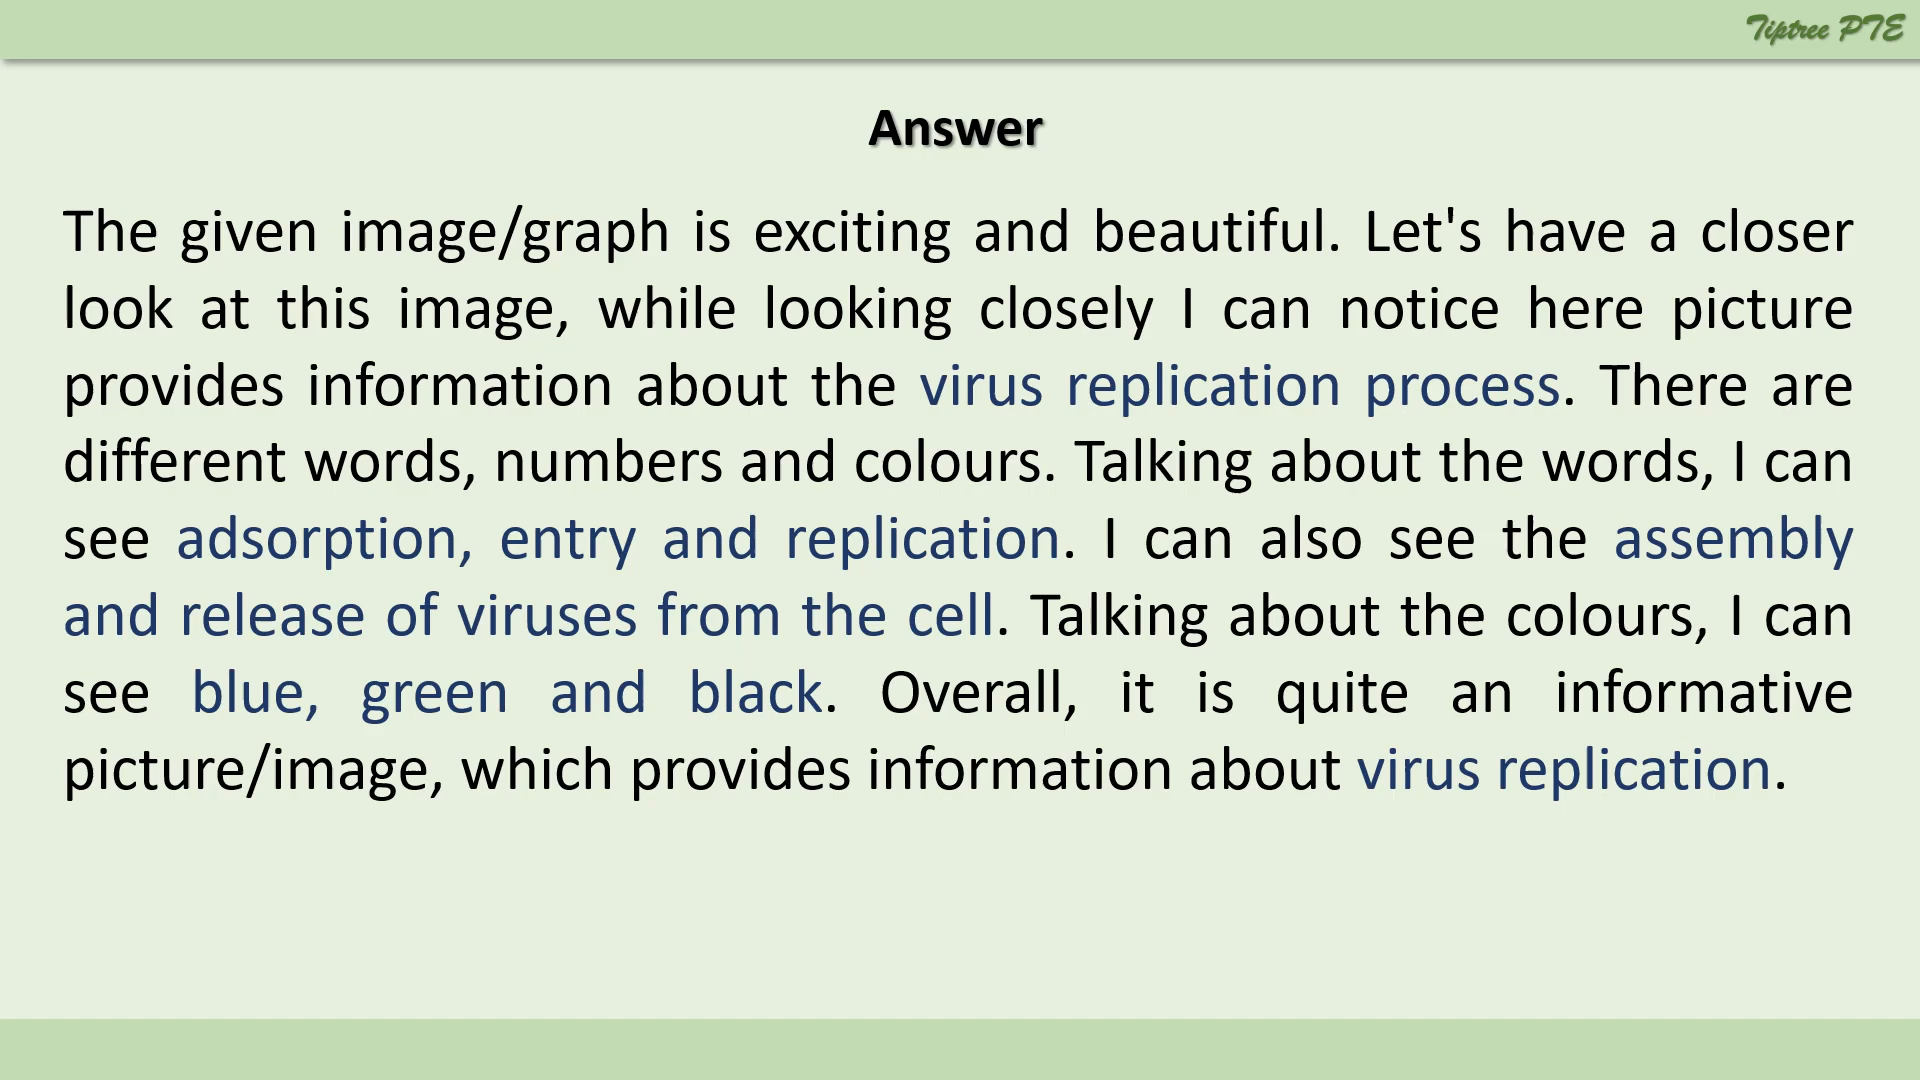 Tiptree PTE
Answer
The given image/graph is exciting and beautiful. Let's have a closer
look at this image, while looking closely I can notice here picture
provides information about the virus replication process. There are
different words, numbers and colours. Talking about the words, I can
see adsorption, entry and replication. I can also see the assembly
and release of viruses from the cell. Talking about the colours, I can
see blue, green and black. Overall, it is quite an informative
picture/image, which provides information about virus replication.